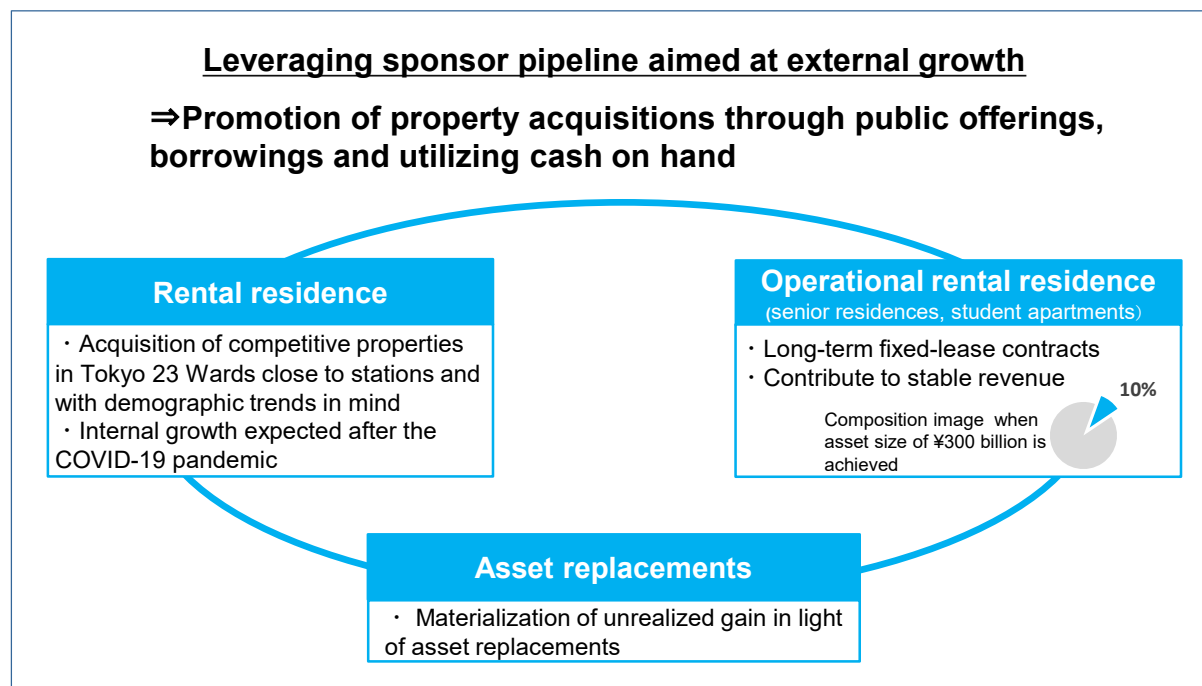 Leveraging sponsor pipeline aimed at external growth
⇒Promotion of property acquisitions through public offerings,
borrowings and utilizing cash on hand
Rental residence
・Acquisition of competitive properties
in Tokyo 23 Wards close to stations and
with demographic trends in mind
・Internal growth expected after the
COVID-19 pandemic
Operational rental residence
(senior residences, student apartments）
・Long-term fixed-lease contracts
・Contribute to stable revenue
10%
Composition image when
asset size of ¥300 billion is
achieved
Asset replacements
・ Materialization of unrealized gain in light
of asset replacements